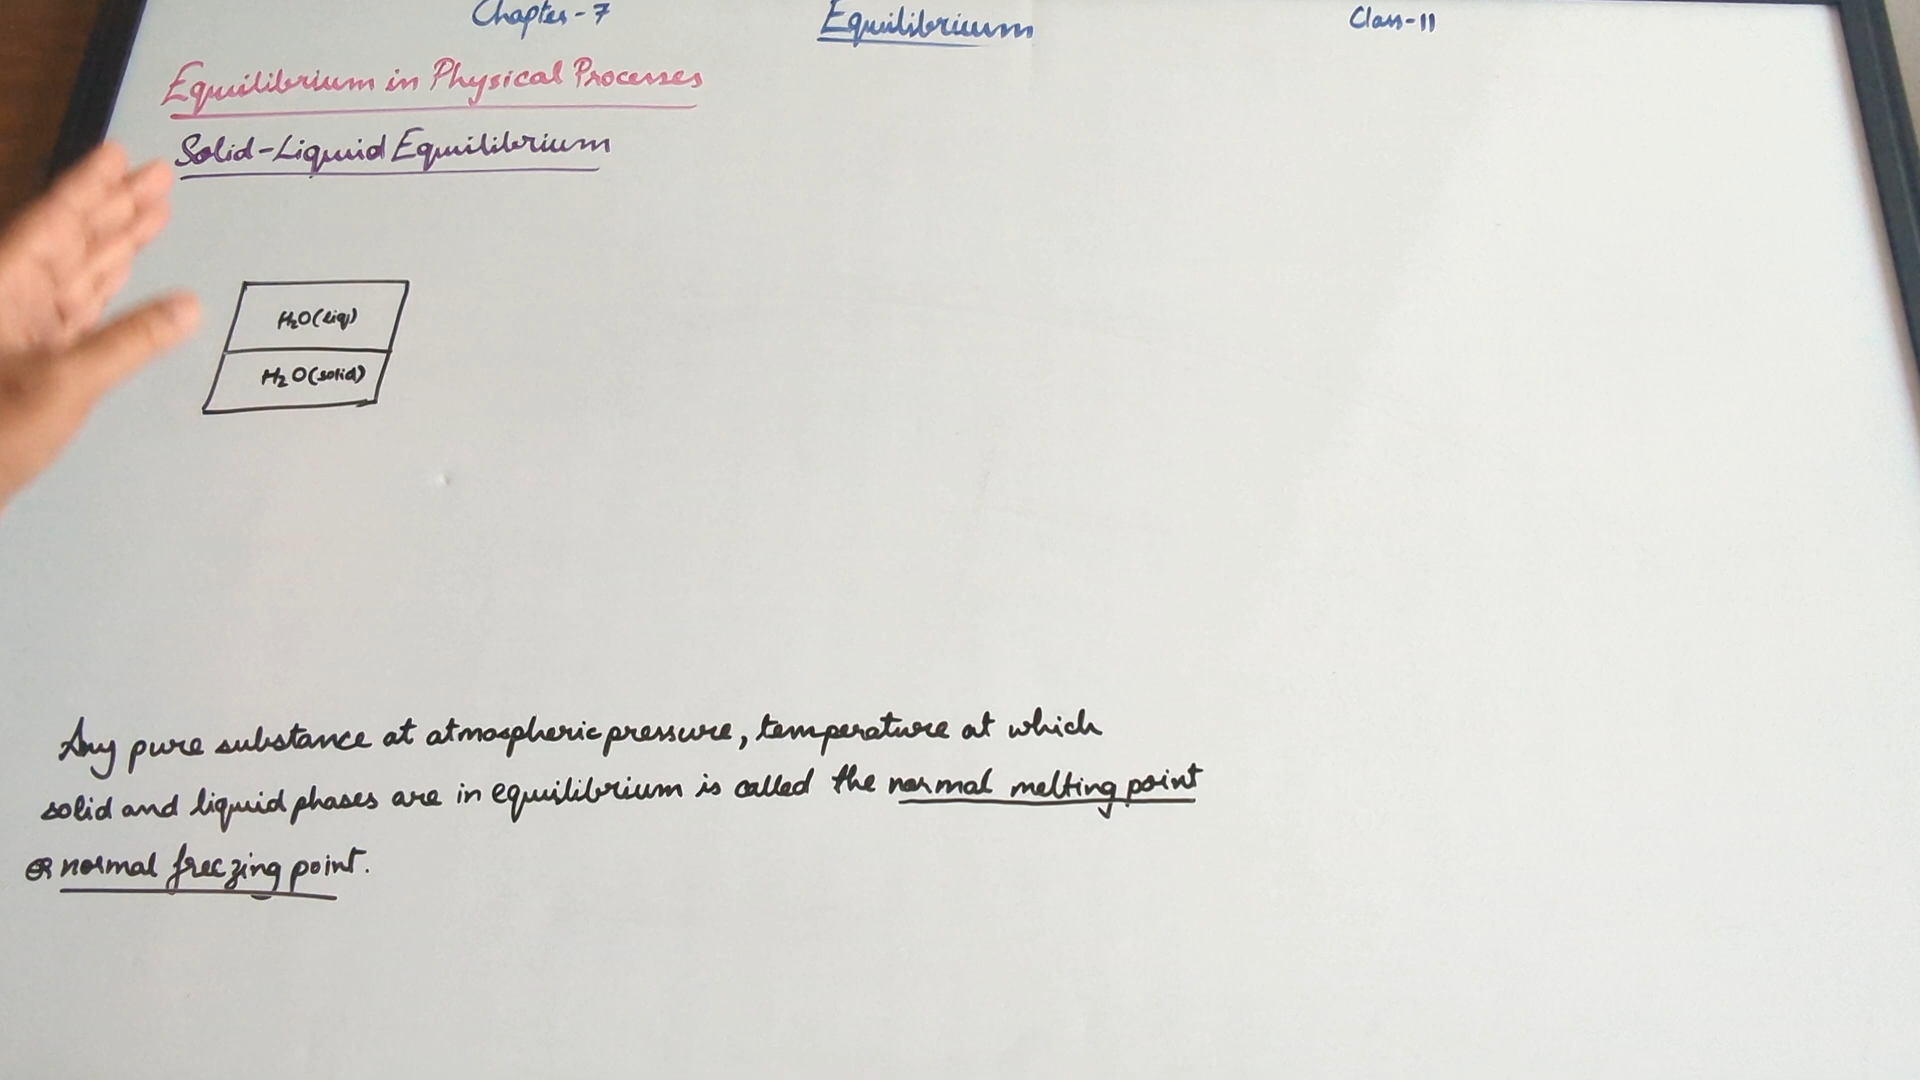 Chapter-7 Equilibrium Class-11
Equilibrium in Physical Processes
Solid-Liquid Equilibrium
H₂O(liq)
H₂O(solid)
Any pure substance at atmospheric pressure, temperature at which
solid and liquid phases are in equilibrium is called the normal melting point
or normal freezing point.